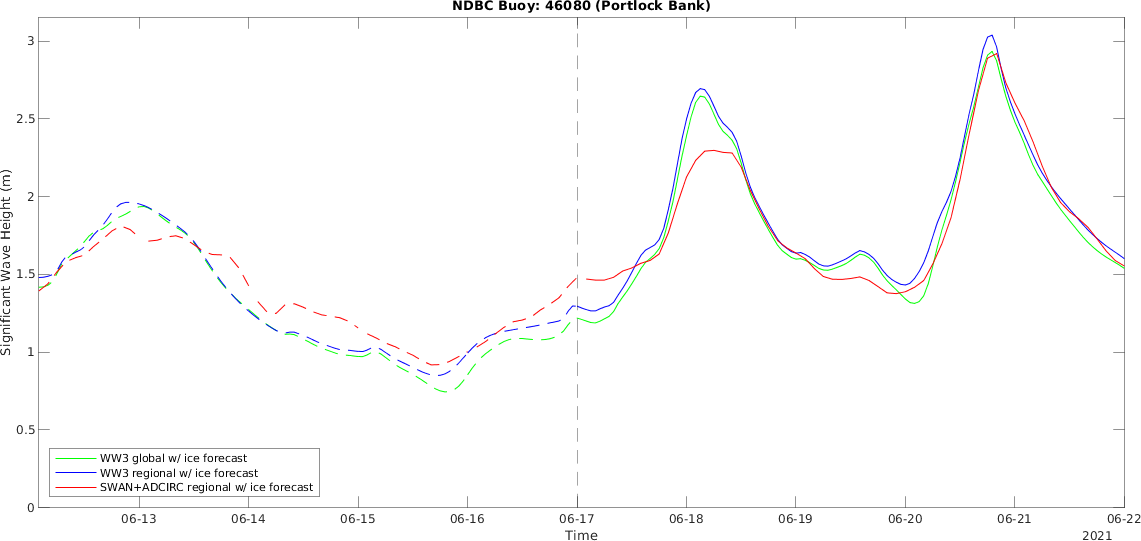 NDBC Buoy: 46080 (Portlock Bank)
3
2.5
2
1.5
1
0.5
0
Significant Wave Height (m)
WW3 global w/ ice forecast
WW3 regional w/ ice forecast
SWAN+ADCIRC regional w/ ice forecast
06-13 06-14 06-15 06-16 06-17 06-18 06-19 06-20 06-21 06-22
Time
2021